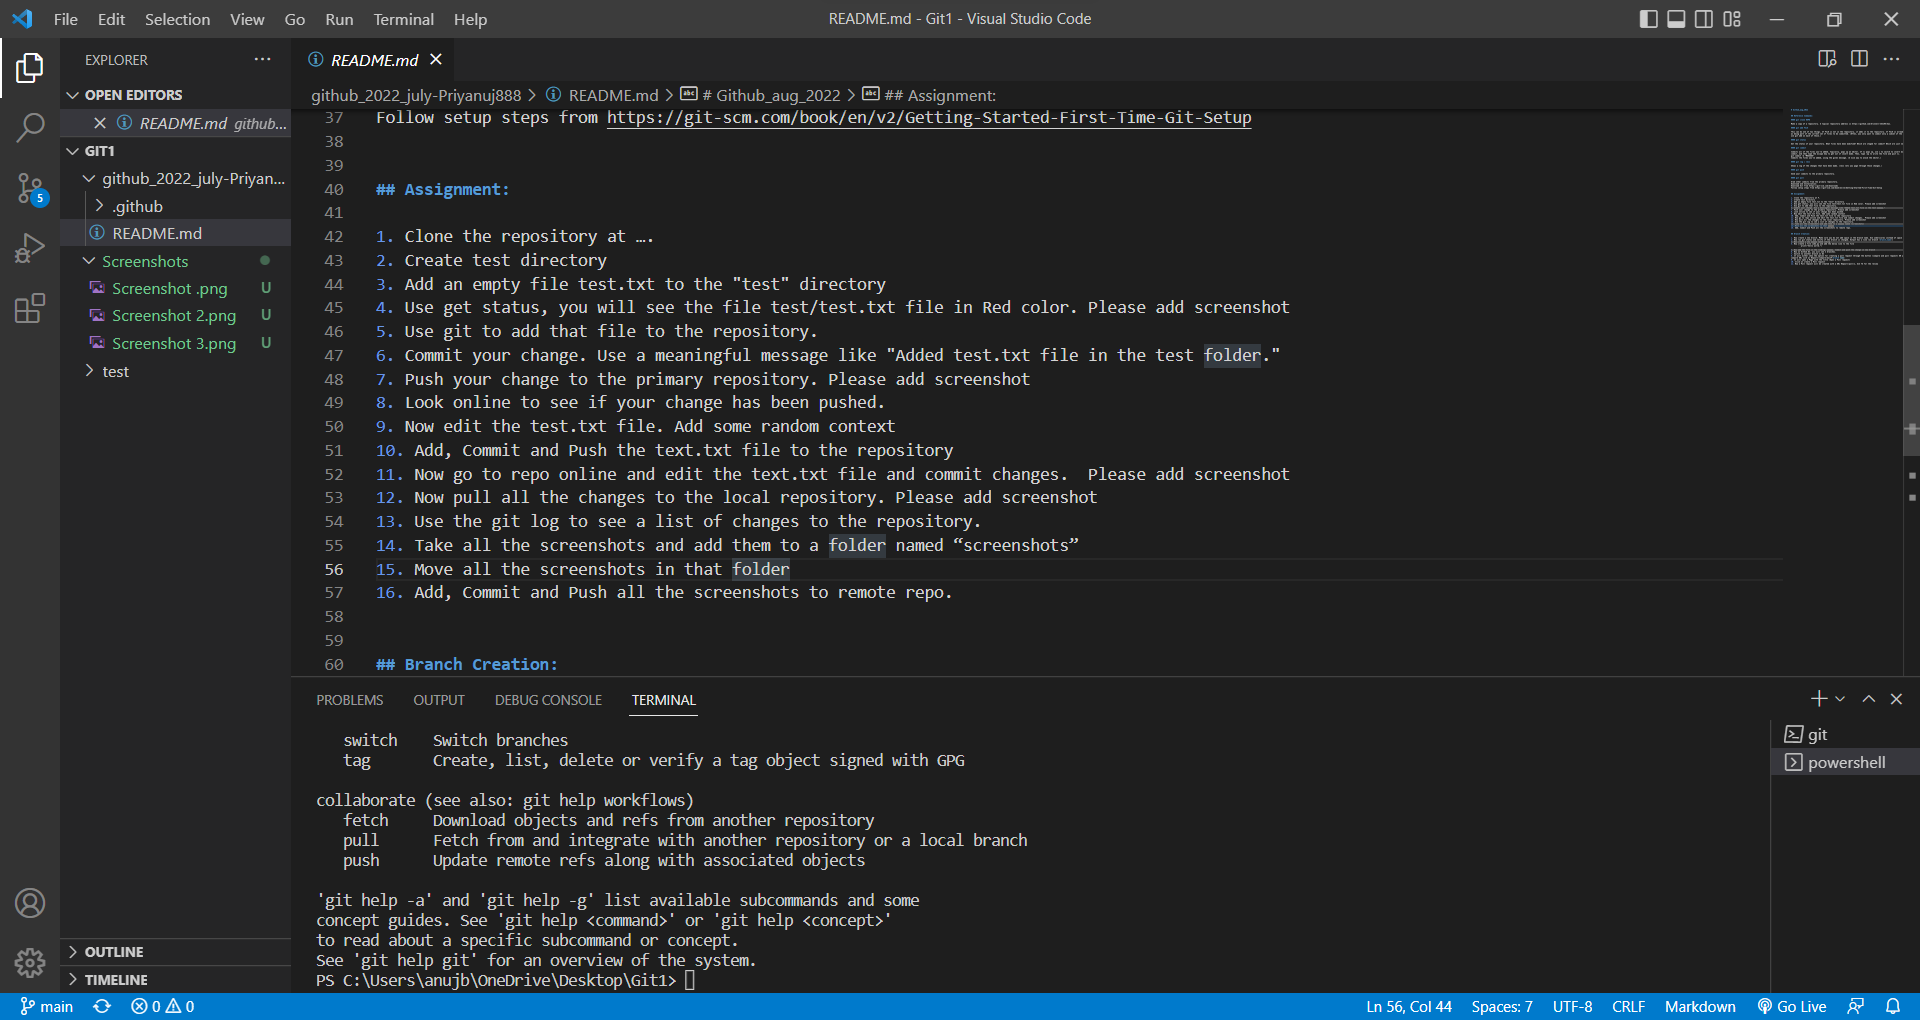 File Edit Selection View Go Run Terminal Help
README.md - Git1 - Visual Studio Code
EXPLORER
OPEN EDITORS
README.md github...
GIT1
github_2022_july-Priyan...
.github
README.md
Screenshots
Screenshot .png U
Screenshot 2.png U
Screenshot 3.png U
test
OUTLINE
TIMELINE
5
README.md
github_2022_july-Priyanuj888 > README.md > # Github_aug_2022 > ## Assignment:
37 Follow setup steps from https://git-scm.com/book/en/v2/Getting-Started-First-Time-Git-Setup
38
39
40 ## Assignment:
41
42 1. Clone the repository at ….
43 2. Create test directory
44 3. Add an empty file test.txt to the "test" directory
45 4. Use get status, you will see the file test/test.txt file in Red color. Please add screenshot
46 5. Use git to add that file to the repository.
47 6. Commit your change. Use a meaningful message like "Added test.txt file in the test folder."
48 7. Push your change to the primary repository. Please add screenshot
49 8. Look online to see if your change has been pushed.
50 9. Now edit the test.txt file. Add some random context
51 10. Add, Commit and Push the text.txt file to the repository
52 11. Now go to repo online and edit the text.txt file and commit changes.  Please add screenshot
53 12. Now pull all the changes to the local repository. Please add screenshot
54 13. Use the git log to see a list of changes to the repository.
55 14. Take all the screenshots and add them to a folder named “screenshots”
56 15. Move all the screenshots in that folder
57 16. Add, Commit and Push all the screenshots to remote repo.
58
59
60 ## Branch Creation:
PROBLEMS OUTPUT DEBUG CONSOLE TERMINAL
switch Switch branches
tag Create, list, delete or verify a tag object signed with GPG
collaborate (see also: git help workflows)
fetch Download objects and refs from another repository
pull Fetch from and integrate with another repository or a local branch
push Update remote refs along with associated objects
'git help -a' and 'git help -g' list available subcommands and some
concept guides. See 'git help <command>' or 'git help <concept>'
to read about a specific subcommand or concept.
See 'git help git' for an overview of the system.
PS C:\Users\anujb\OneDrive\Desktop\Git1>
git
powershell
main 0 0
Ln 56, Col 44 Spaces: 7 UTF-8 CRLF Markdown Go Live